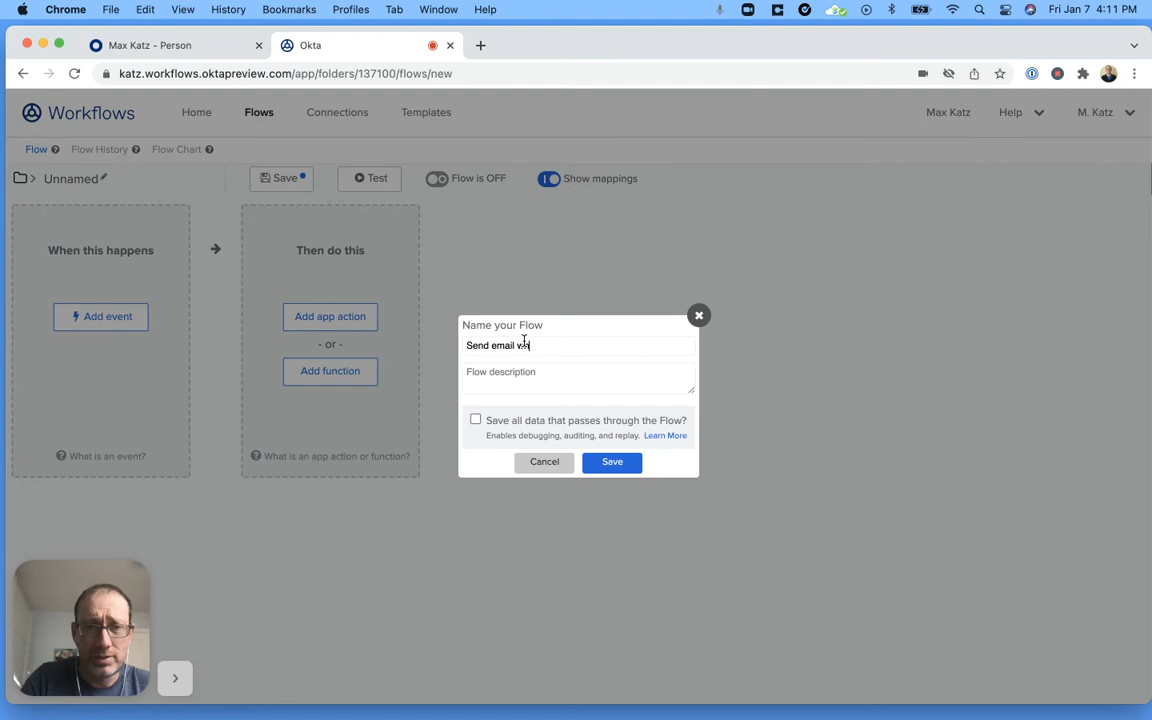 Chrome File Edit View History Bookmarks Profiles Tab Window Help Fri Jan 7 4:11 PM
Max Katz - Person
Okta
katz.workflows.oktapreview.com/app/folders/137100/flows/new
Workflows Home Flows Connections Templates Max Katz Help M. Katz
Flow Flow History Flow Chart
Unnamed Save Test Flow is OFF Show mappings
When this happens
Add event
What is an event?
Then do this
Add app action
- or -
Add function
What is an app action or function?
Name your Flow
Send email wh
Flow description
Save all data that passes through the Flow?
Enables debugging, auditing, and replay. Learn More
Cancel Save